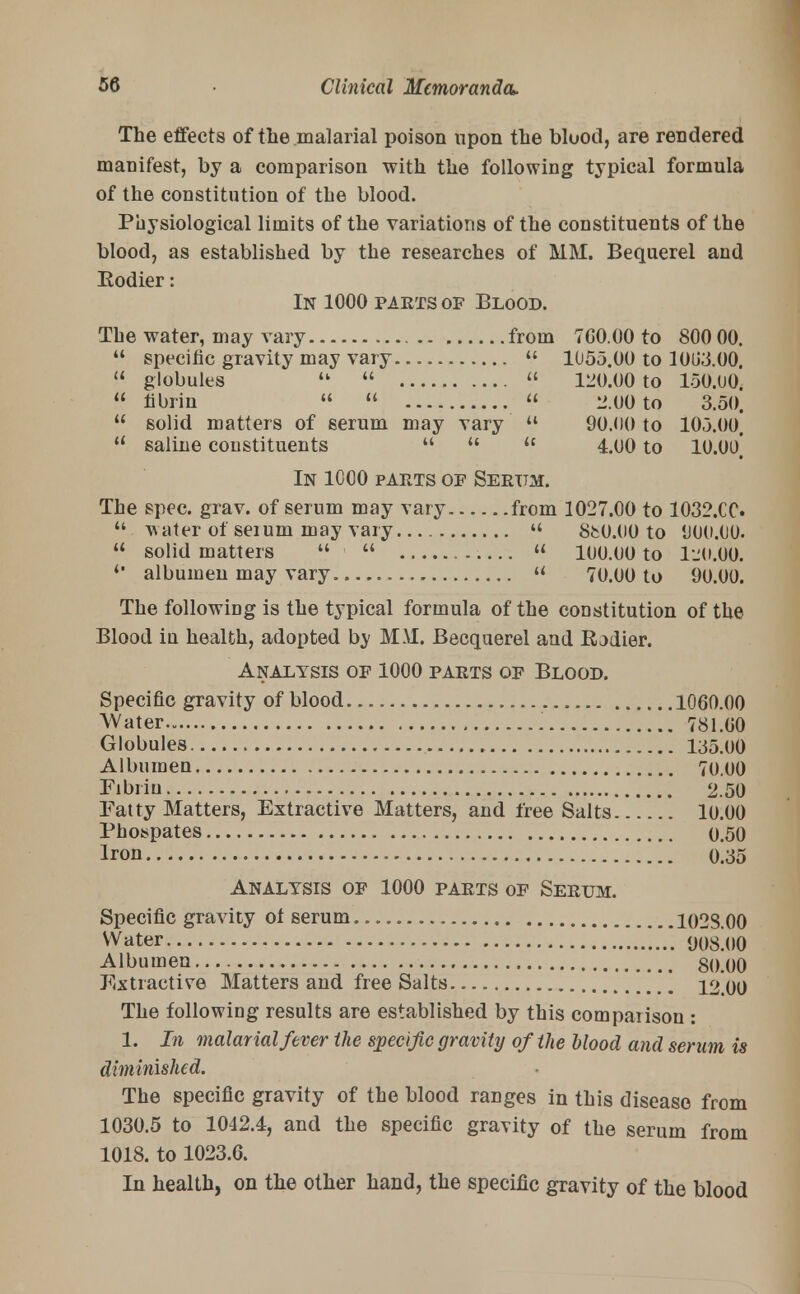 56 Clinical Memoranda.
The effects of the malarial poison upon the blood, are rendered
manifest, by a comparison with the following typical formula
of the constitution of the blood.
Physiological limits of the variations of the constituents of the
blood, as established by the researches of MM. Bequerel and
Rodier:
In 1000 parts of Blood.
The water, may vary....................from 760.00 to 800 00.
“ specific gravity may vary............ “ 1055.00 to 1063.00.
“ globules “ “ ............. “ 120.00 to 150.00.
“ fibrin “ “ ............. “ 2.00 to 3.50.
“ solid matters of serum may vary “ 90.00 to 105.00.
“ saline constituents “ “ “ 4.00 to 10.00.
In 1000 parts of Serum.
The spec. grav. of serum may vary......from 1027.00 to 1032.00.
“ water of serum may vary............ “ 880.00 to 900.00.
“ solid matters “ “ ............ “ 100.00 to 120.00.
“ albumen may vary.................. “ 70.00 to 90.00.
The following is the typical formula of the constitution of the
Blood in health, adopted by MM. Becquerel and Rodier.
Analysis of 1000 parts of Blood.
Specific gravity of blood....................................1060.00
Water.................................................. 781.60
Globules............................................... 135.00
Albumen................................................ 70.00
Fibrin................................................. 2.50
Fatty Matters, Extractive Matters, and free Salts....... 10.00
Phospates.............................................. 0.50
Iron................................................... 0.35
Analysis of 1000 parts of Serum.
Specific gravity of serum....................................1028.00
Water.................................................. 908.00
Albumen................................................ 80.00
Extractive Matters and free Salts....................... 12.00
The following results are established by this comparison:
1. In malarial fever the specific gravity of the blood and serum is
diminished.
The specific gravity of the blood ranges in this disease from
1030.5 to 1042.4, and the specific gravity of the serum from
1018. to 1023.6.
In health, on the other hand, the specific gravity of the blood